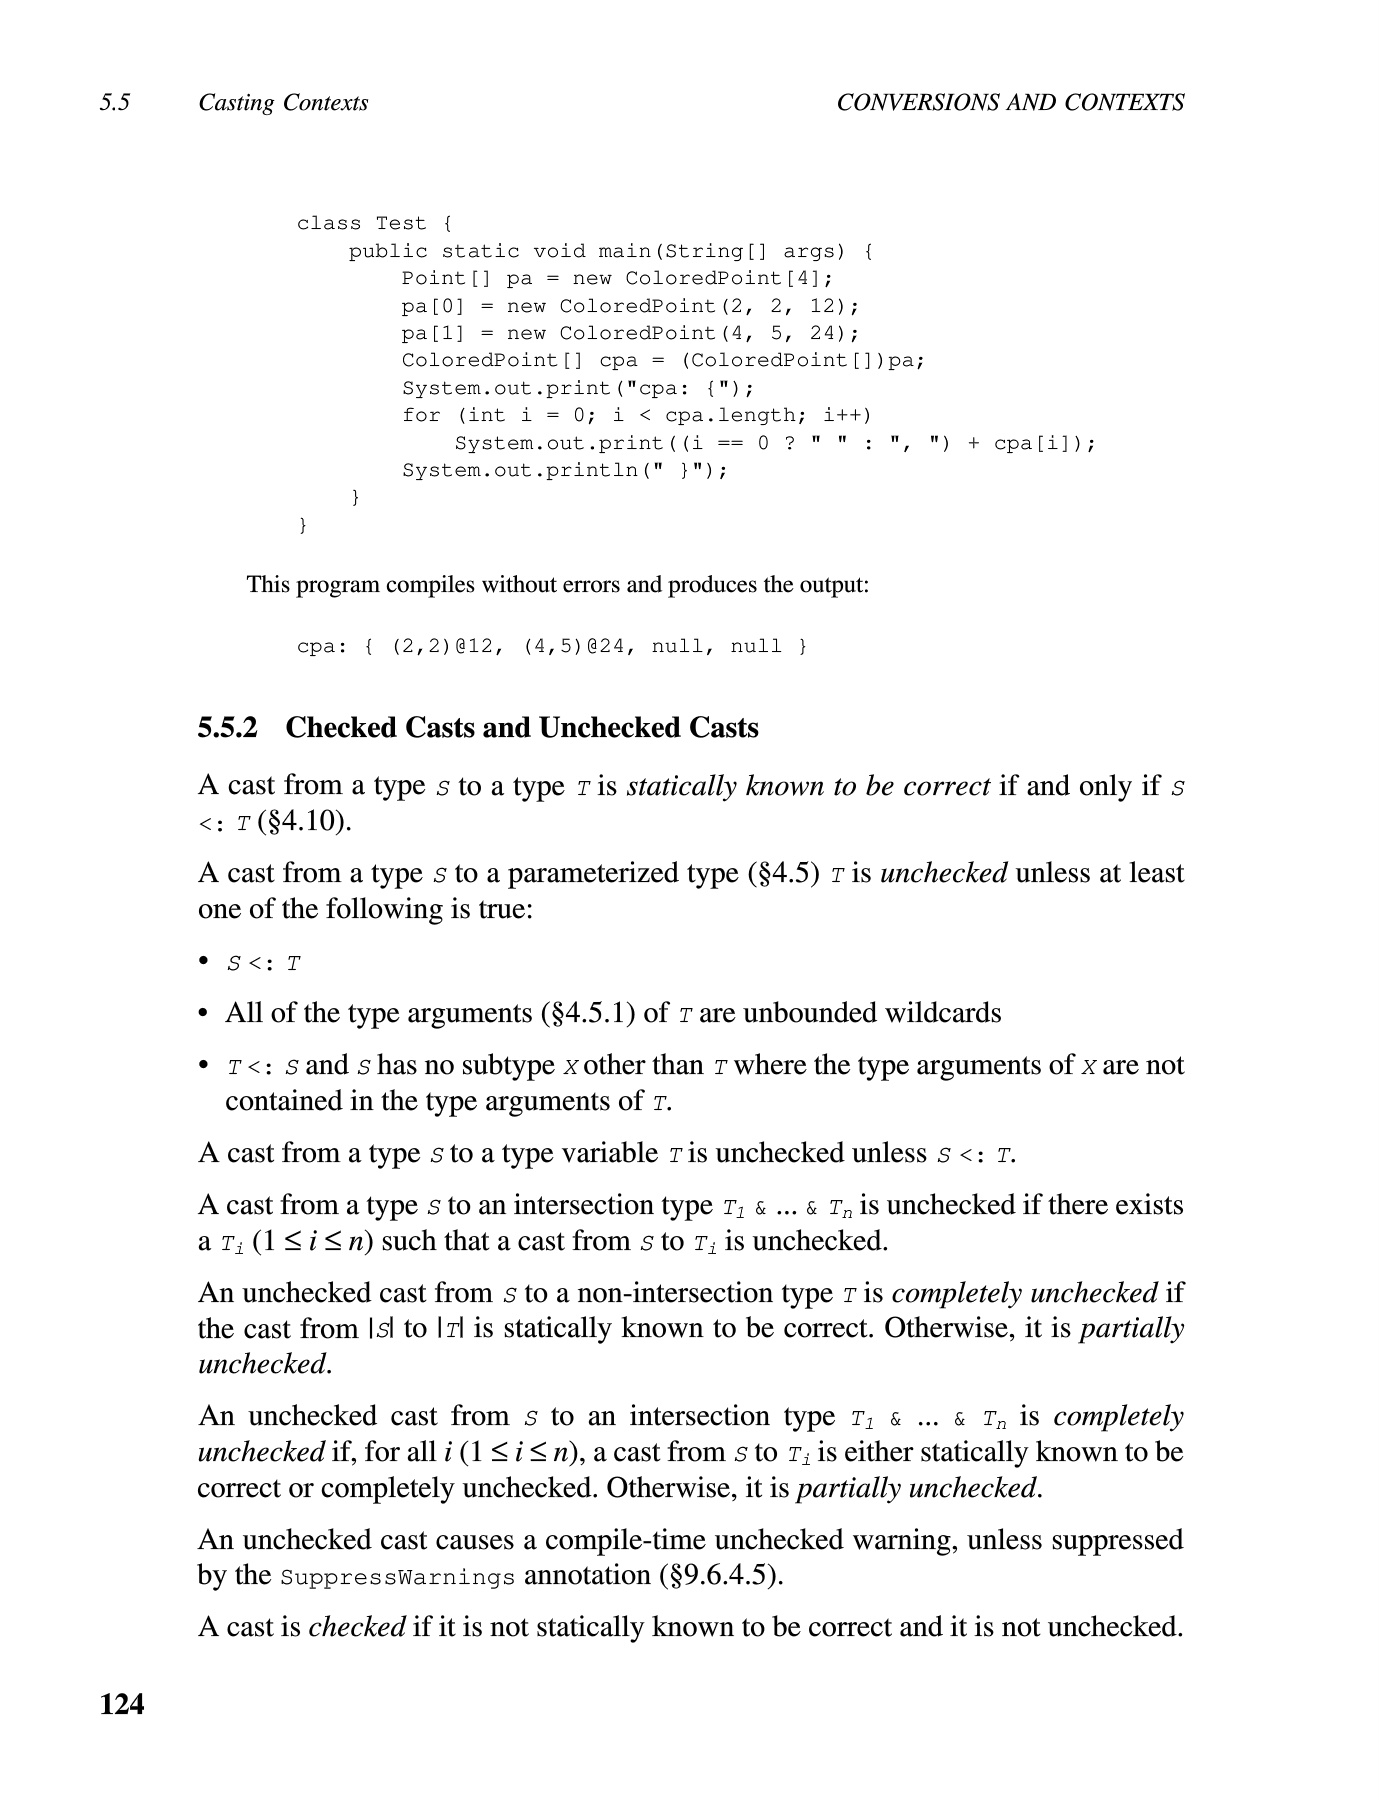 5.5 Casting Contexts CONVERSIONS AND CONTEXTS
class Test {
    public static void main(String[] args) {
        Point[] pa = new ColoredPoint[4];
        pa[0] = new ColoredPoint(2, 2, 12);
        pa[1] = new ColoredPoint(4, 5, 24);
        ColoredPoint[] cpa = (ColoredPoint[])pa;
        System.out.print("cpa: {");
        for (int i = 0; i < cpa.length; i++)
            System.out.print((i == 0 ? " " : ", ") + cpa[i]);
        System.out.println(" }");
    }
}
This program compiles without errors and produces the output:
cpa: { (2,2)@12, (4,5)@24, null, null }
5.5.2 Checked Casts and Unchecked Casts
A cast from a type S to a type T is statically known to be correct if and only if S
<: T (§4.10).
A cast from a type S to a parameterized type (§4.5) T is unchecked unless at least
one of the following is true:
• S <: T
• All of the type arguments (§4.5.1) of T are unbounded wildcards
• T <: S and S has no subtype X other than T where the type arguments of X are not
contained in the type arguments of T.
A cast from a type S to a type variable T is unchecked unless S <: T.
A cast from a type S to an intersection type T1 & ... & Tn is unchecked if there exists
a Ti (1 ≤ i ≤ n) such that a cast from S to Ti is unchecked.
An unchecked cast from S to a non-intersection type T is completely unchecked if
the cast from |S| to |T| is statically known to be correct. Otherwise, it is partially
unchecked.
An unchecked cast from S to an intersection type T1 & ... & Tn is completely
unchecked if, for all i (1 ≤ i ≤ n), a cast from S to Ti is either statically known to be
correct or completely unchecked. Otherwise, it is partially unchecked.
An unchecked cast causes a compile-time unchecked warning, unless suppressed
by the SuppressWarnings annotation (§9.6.4.5).
A cast is checked if it is not statically known to be correct and it is not unchecked.
124